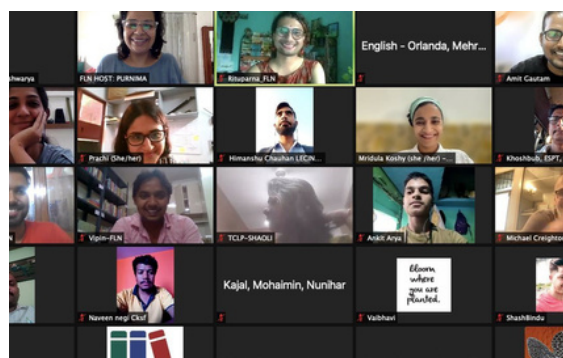 shwarya
FLN HOST: PURNIMA
Rituparna_FLN
English - Orlanda, Mehr...
Amit Gautam
Prachi (She/her)
Himanshu Chauhan LECIN...
Mridula Koshy (she /her) -...
Khoshbub, ESPT,
N
Vipin-FLN
TCLP-SHAOLI
Ankit Arya
Michael Creighto
Naveen negi Cksf
Kajal, Mohaimin, Nunihar
bloom
where
you are
planted.
Vaibhavi
ShashBindu